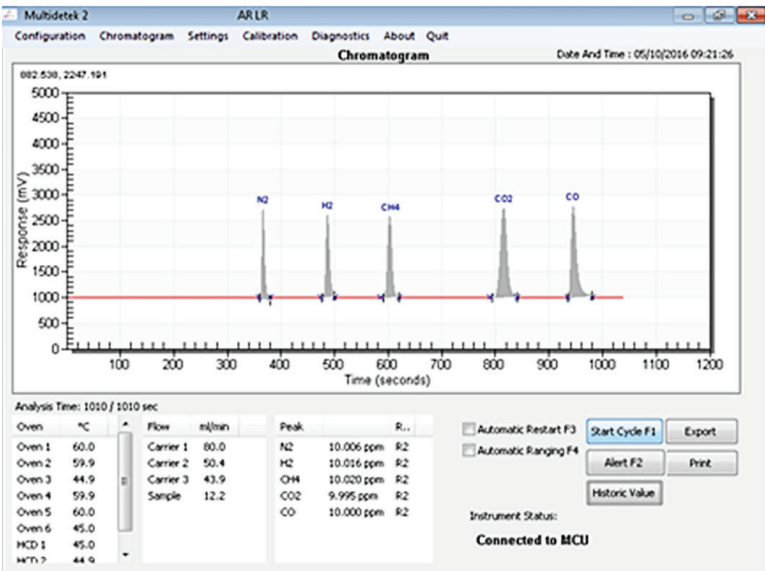 Multidetek 2 AR LR
Configuration Chromatogram Settings Calibration Diagnostics About Quit
Chromatogram Date And Time : 05/10/2016 09:21:26
882.538, 2247.191
5000
4500
4000
3500
3000
2500
2000
1500
1000
500
0
Response (mV)
N2 H2 CH4 CO2 CO
100 200 300 400 500 600 700 800 900 1000 1100 1200
Time (seconds)
Analysis Time: 1010 / 1010 sec
Oven °C Flow ml/min Peak R..
Oven 1 60.0 Carrier 1 80.0 N2 10.006 ppm R2
Oven 2 59.9 Carrier 2 50.4 H2 10.016 ppm R2
Oven 3 44.9 Carrier 3 43.9 CH4 10.020 ppm R2
Oven 4 59.9 Sample 12.2 CO2 9.995 ppm R2
Oven 5 60.0 CO 10.000 ppm R2
Oven 6 45.0
HCD 1 45.0
HCD 2 44.9
Automatic Restart F3 Start Cycle F1 Export
Automatic Ranging F4 Alert F2 Print
Historic Value
Instrument Status:
Connected to MCU